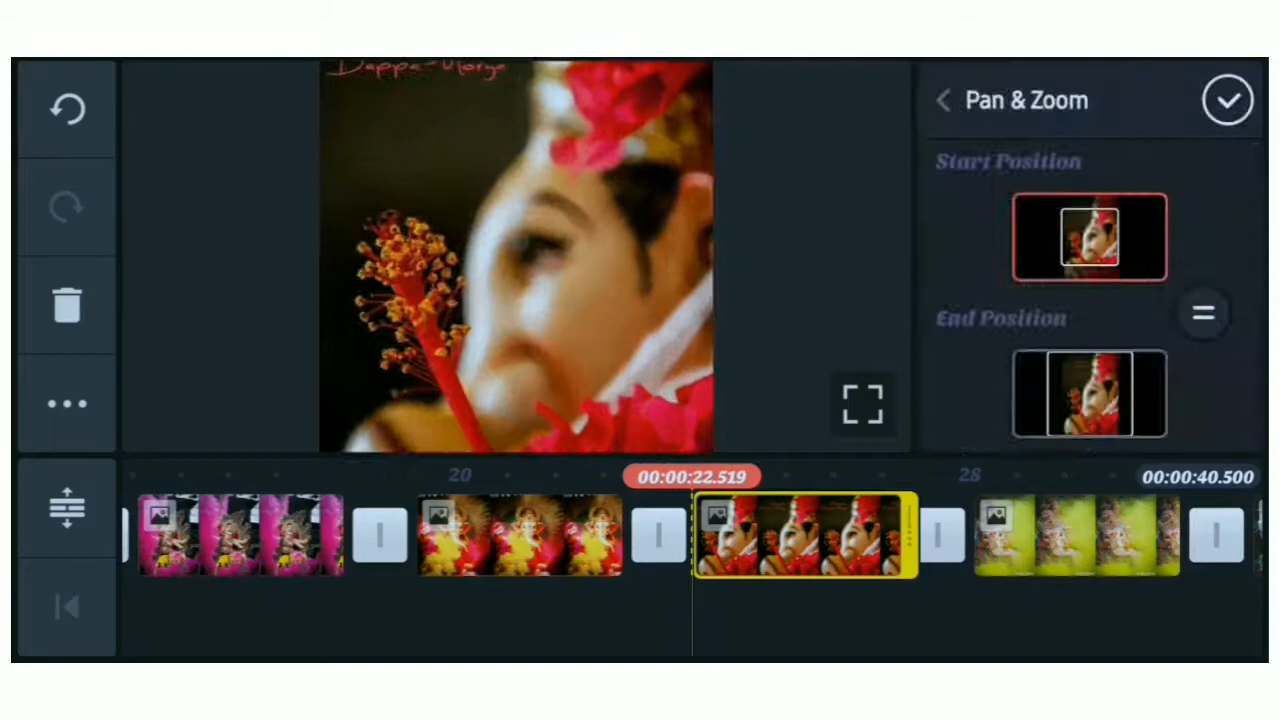 Pan & Zoom
Start Position
End Position
20
00:00:22.519
28
00:00:40.500